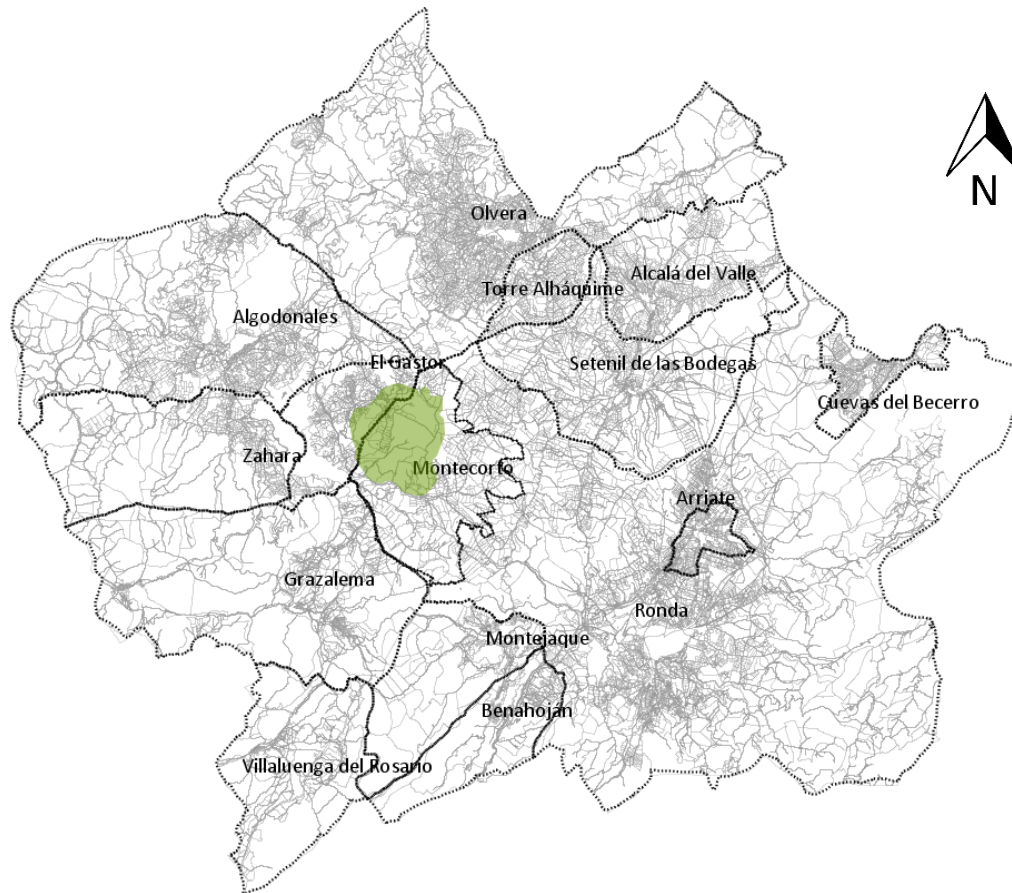 N
Olvera
Alcalá del Valle
Torre Alháquime
Algodonales
El Gastor
Setenil de las Bodegas
Cuevas del Becerro
Zahara
Montecorto
Arriate
Grazalema
Ronda
Montejaque
Benahoján
Villaluenga del Rosario